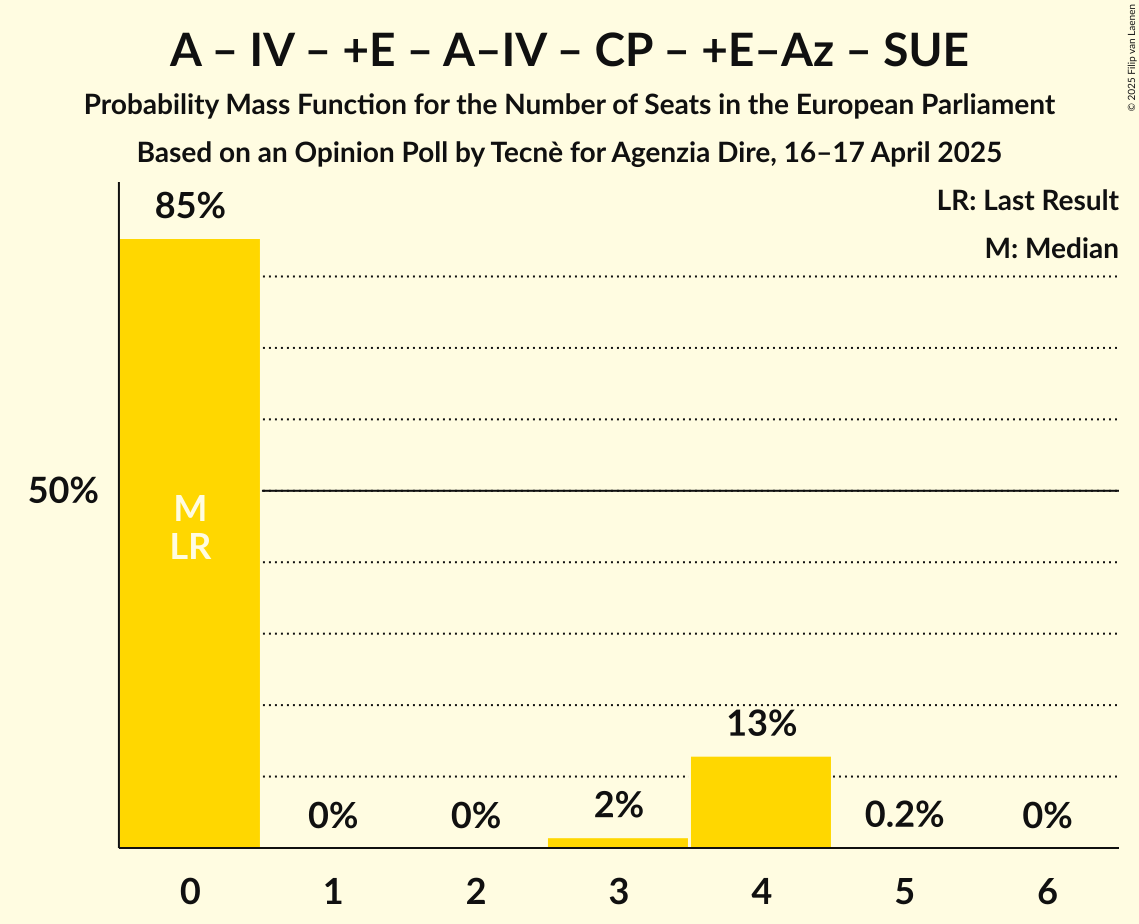 A – IV – +E – A–IV – CP – +E–Az – SUE
Probability Mass Function for the Number of Seats in the European Parliament
Based on an Opinion Poll by Tecnè for Agenzia Dire, 16–17 April 2025
© 2025 Filip van Laenen
LR: Last Result
M: Median
85%
50%
M
LR
0%
0%
2%
13%
0.2%
0%
0
1
2
3
4
5
6